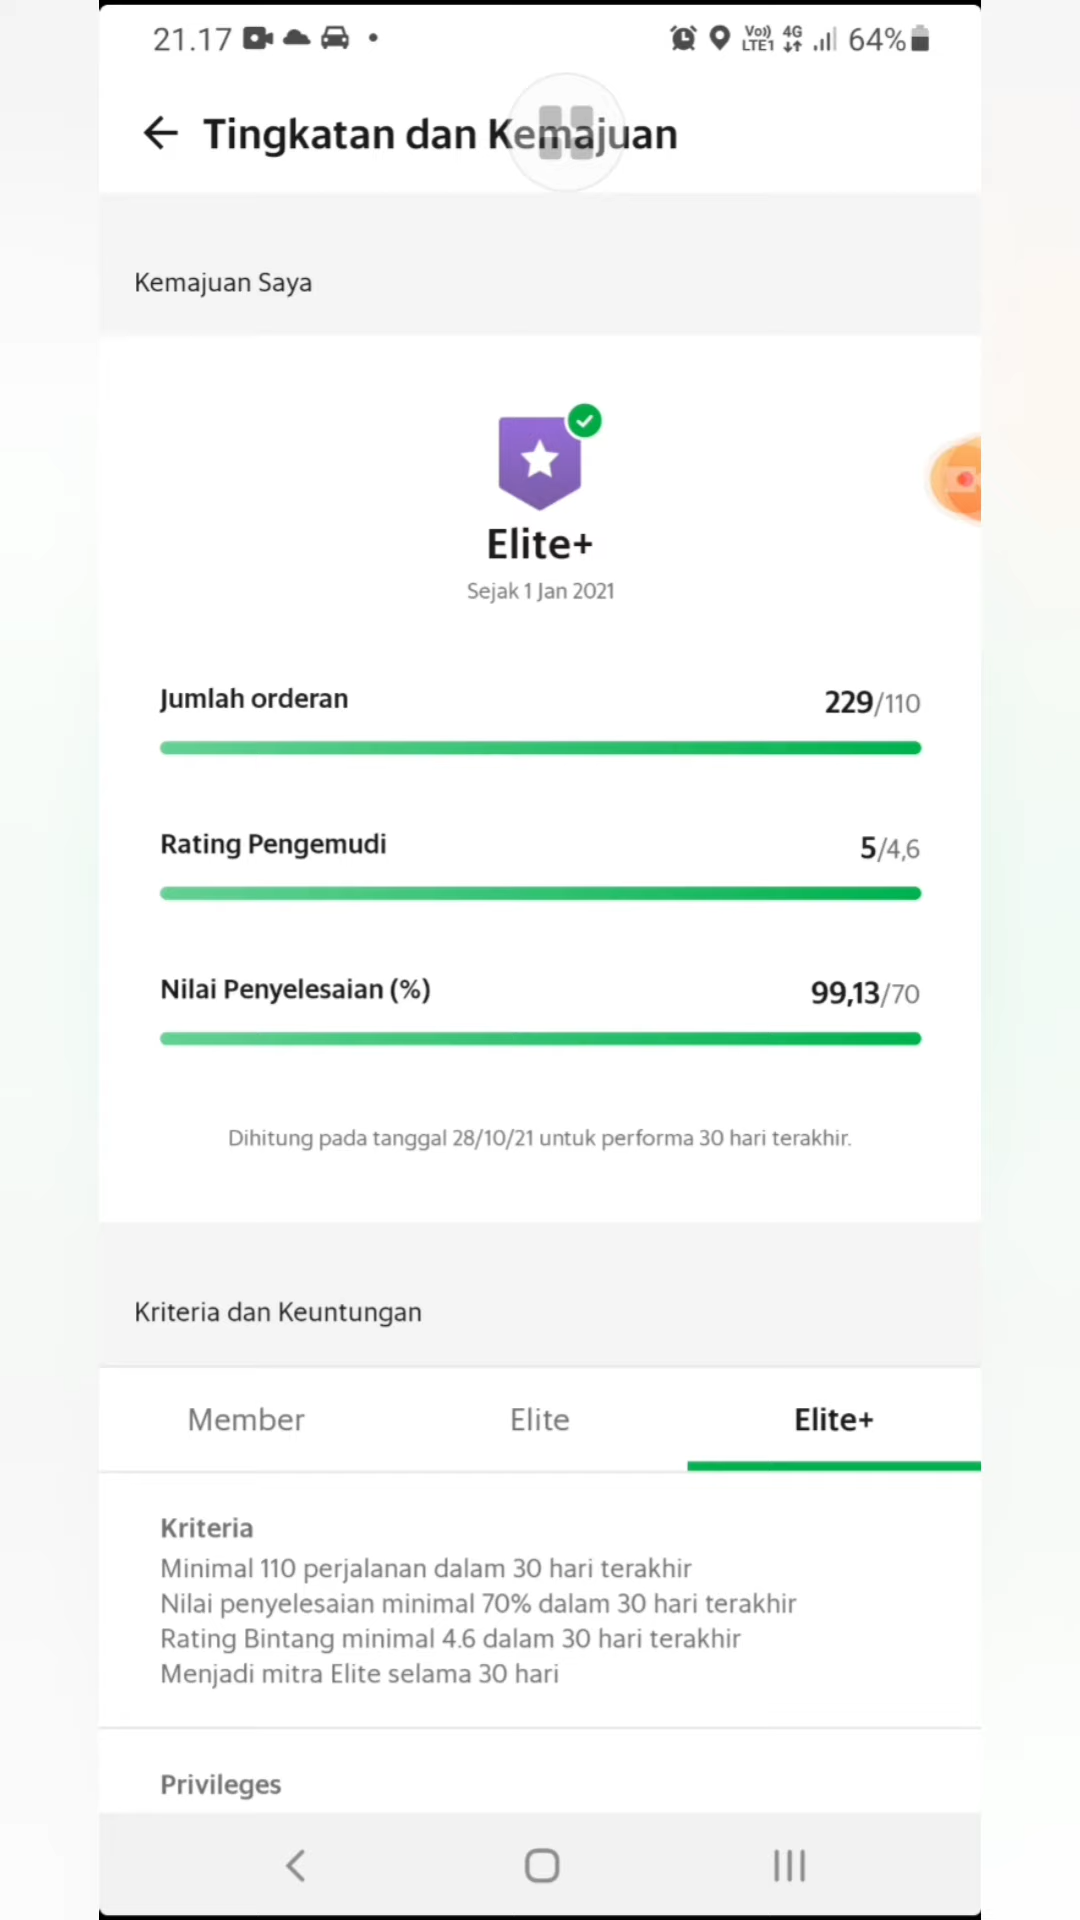 21.17
Vo)) LTE1 4G 64%
Tingkatan dan Kemajuan
Kemajuan Saya
Elite+
Sejak 1 Jan 2021
Jumlah orderan 229/110
Rating Pengemudi 5/4,6
Nilai Penyelesaian (%) 99,13/70
Dihitung pada tanggal 28/10/21 untuk performa 30 hari terakhir.
Kriteria dan Keuntungan
Member Elite Elite+
Kriteria
Minimal 110 perjalanan dalam 30 hari terakhir
Nilai penyelesaian minimal 70% dalam 30 hari terakhir
Rating Bintang minimal 4.6 dalam 30 hari terakhir
Menjadi mitra Elite selama 30 hari
Privileges